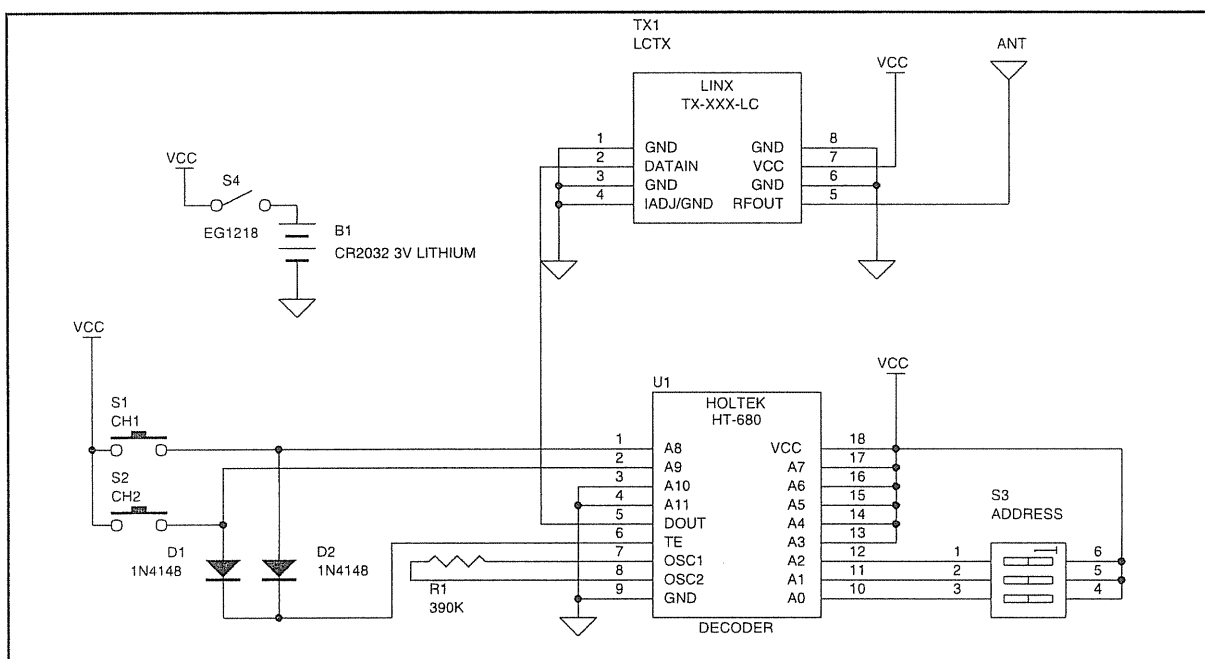 TX1
LCTX
LINX
TX-XXX-LC
VCC
ANT
1 GND
2 DATAIN
3 GND
4 IADJ/GND
GND 8
VCC 7
GND 6
RFOUT 5
VCC
S4
EG1218
B1
CR2032 3V LITHIUM
VCC
S1
CH1
S2
CH2
D1
1N4148
D2
1N4148
R1
390K
U1
HOLTEK
HT-680
VCC
1 A8
2 A9
3 A10
4 A11
5 DOUT
6 TE
7 OSC1
8 OSC2
9 GND
VCC 18
A7 17
A6 16
A5 15
A4 14
A3 13
A2 12
A1 11
A0 10
DECODER
S3
ADDRESS
1 6
2 5
3 4